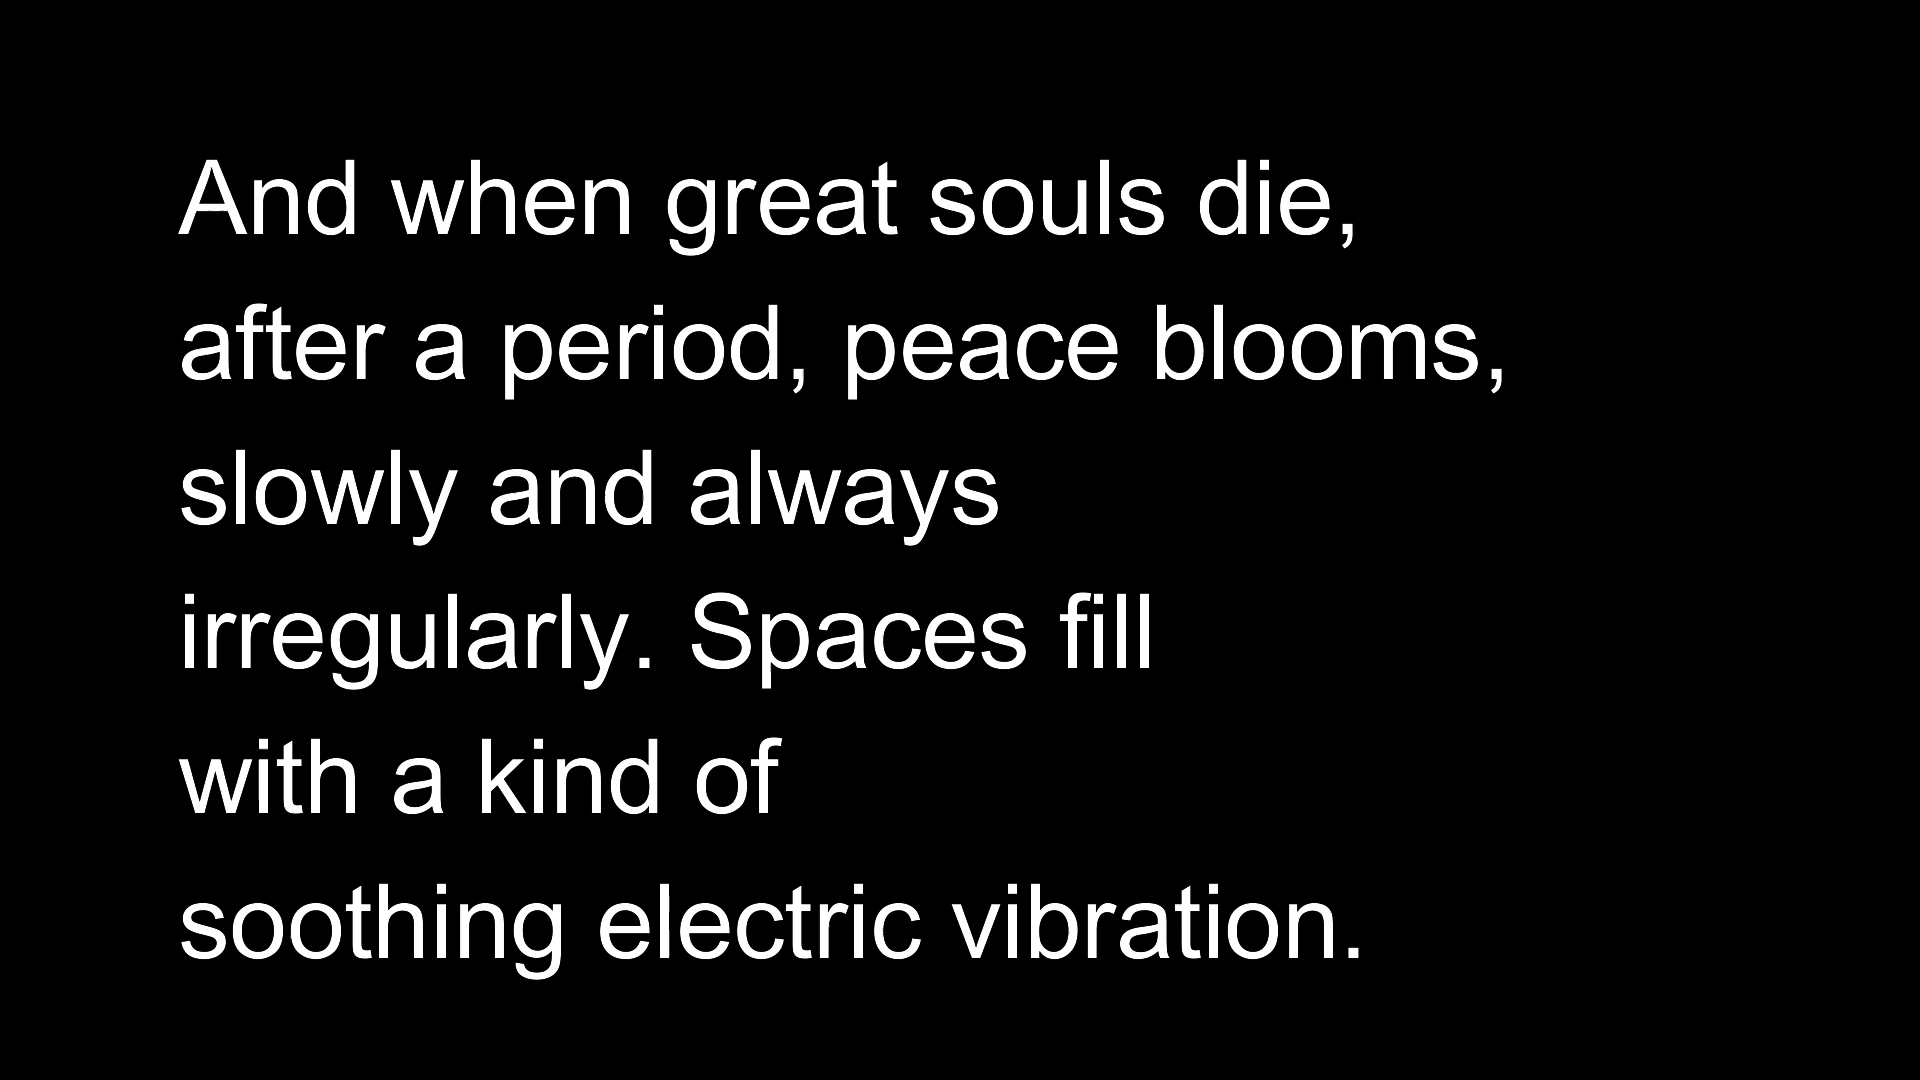 And when great souls die,
after a period, peace blooms,
slowly and always
irregularly. Spaces fill
with a kind of
soothing electric vibration.